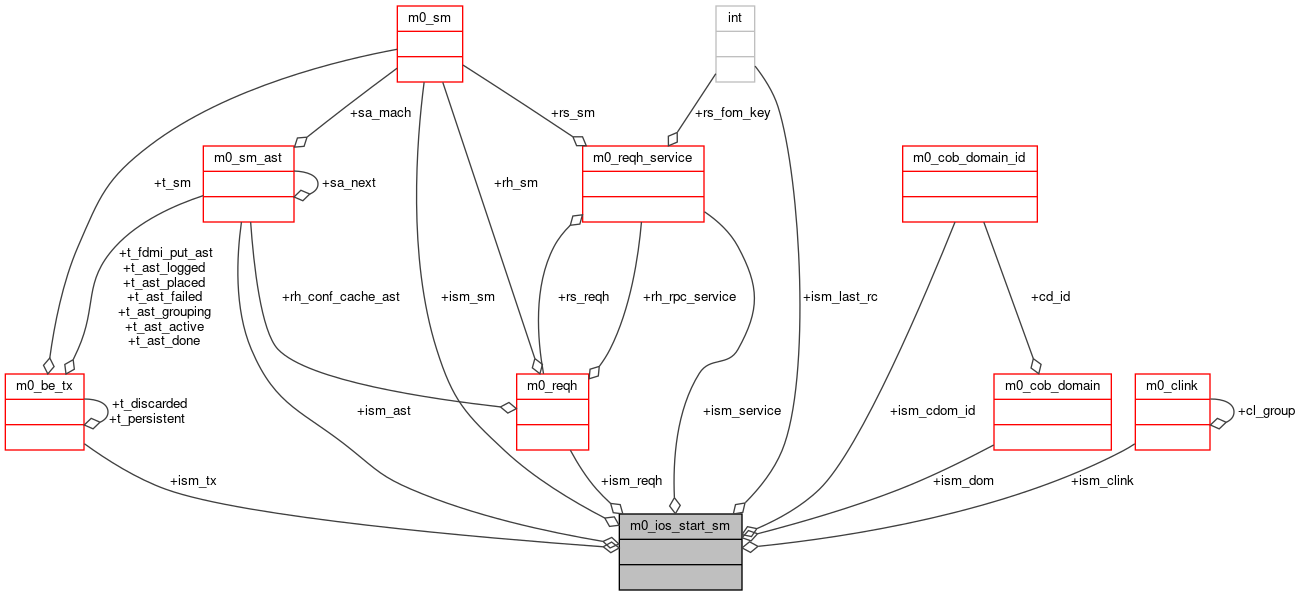 m0_sm
int
+sa_mach
+rs_sm
+rs_fom_key
m0_sm_ast
m0_reqh_service
m0_cob_domain_id
+t_sm
+sa_next
+rh_sm
+t_fdmi_put_ast
+t_ast_logged
+t_ast_placed
+t_ast_failed
+t_ast_grouping
+t_ast_active
+t_ast_done
+rh_conf_cache_ast
+ism_sm
+rs_reqh
+rh_rpc_service
+ism_last_rc
+cd_id
m0_be_tx
m0_reqh
m0_cob_domain
m0_clink
+t_discarded
+t_persistent
+ism_ast
+ism_service
+ism_cdom_id
+cl_group
+ism_tx
+ism_reqh
+ism_dom
+ism_clink
m0_ios_start_sm